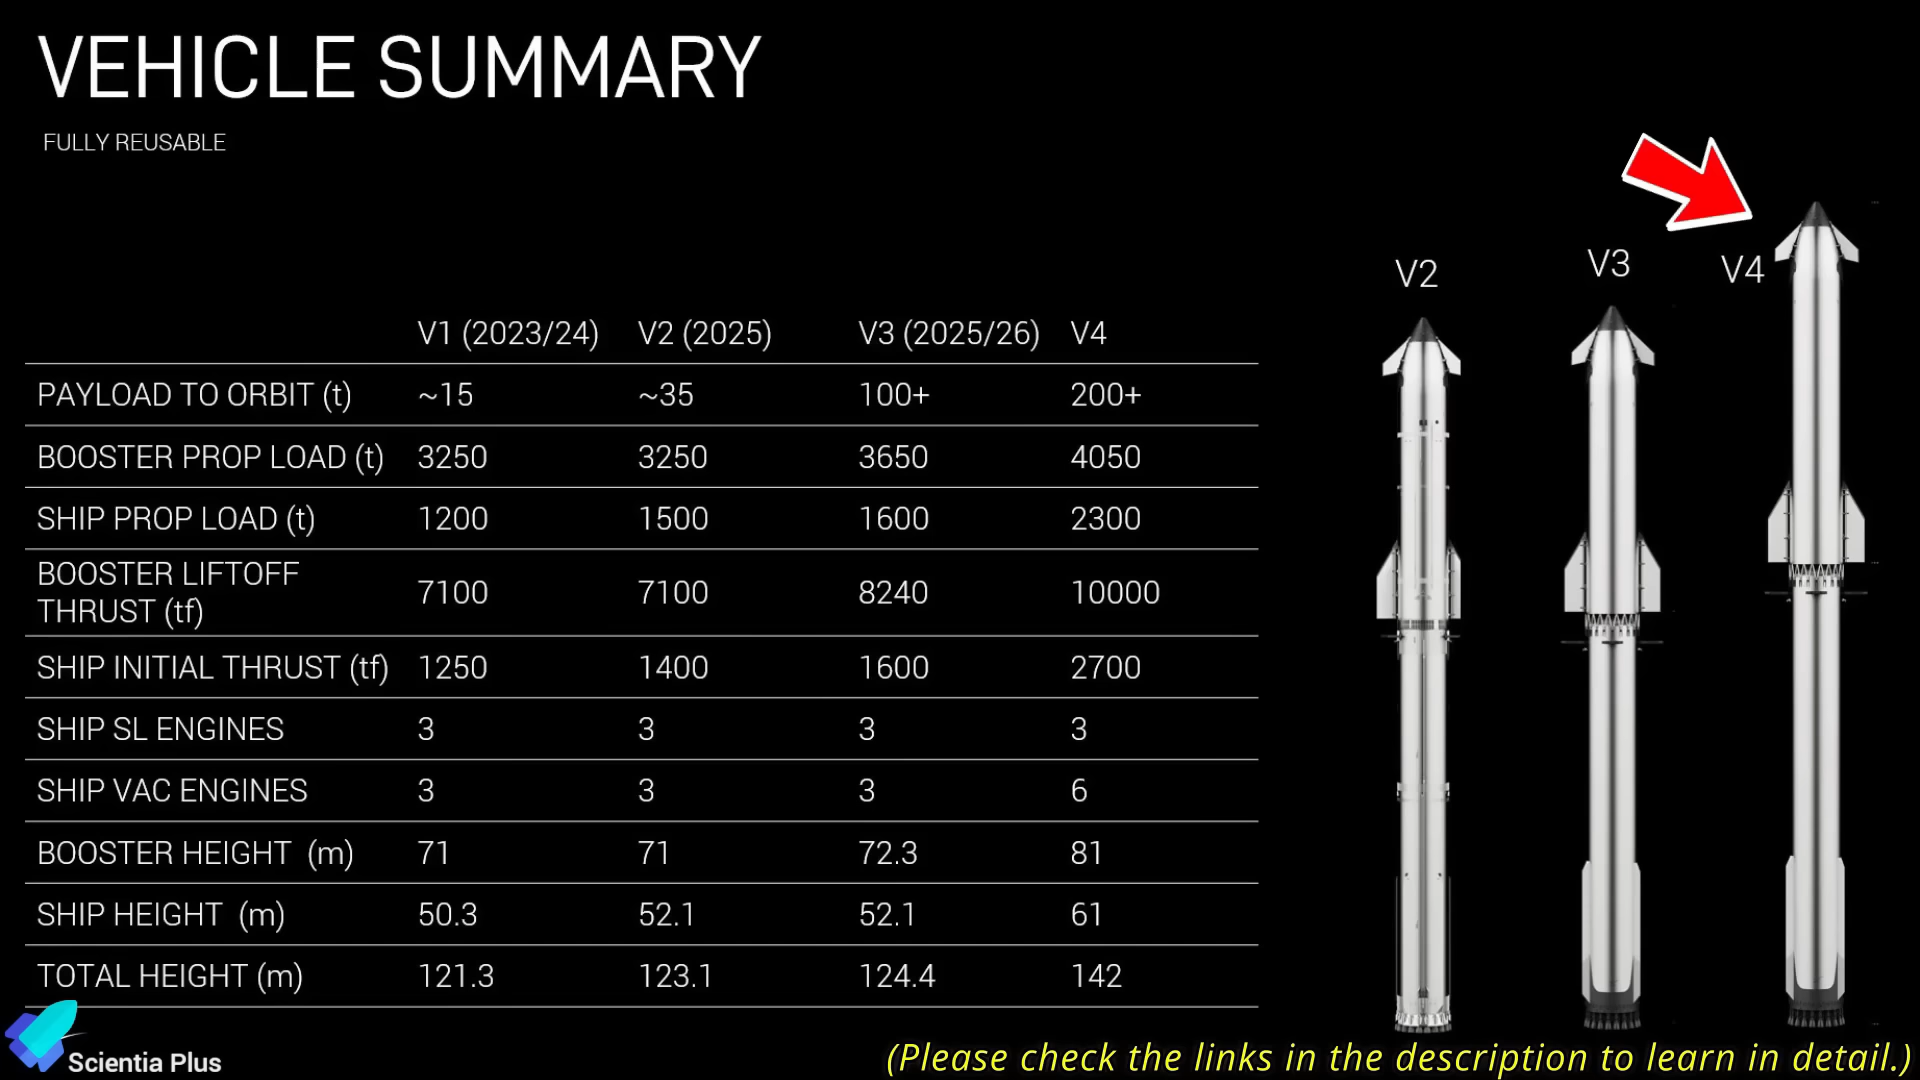 VEHICLE SUMMARY
FULLY REUSABLE
V2
V3
V4
V1 (2023/24) V2 (2025) V3 (2025/26) V4
PAYLOAD TO ORBIT (t) ~15 ~35 100+ 200+
BOOSTER PROP LOAD (t) 3250 3250 3650 4050
SHIP PROP LOAD (t) 1200 1500 1600 2300
BOOSTER LIFTOFF
THRUST (tf) 7100 7100 8240 10000
SHIP INITIAL THRUST (tf) 1250 1400 1600 2700
SHIP SL ENGINES 3 3 3 3
SHIP VAC ENGINES 3 3 3 6
BOOSTER HEIGHT (m) 71 71 72.3 81
SHIP HEIGHT (m) 50.3 52.1 52.1 61
TOTAL HEIGHT (m) 121.3 123.1 124.4 142
Scientia Plus
(Please check the links in the description to learn in detail.)